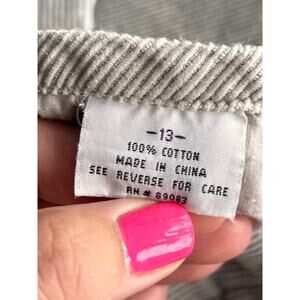 -13-
100% COTTON
MADE IN CHINA
SEE REVERSE FOR CARE
RN# 89083